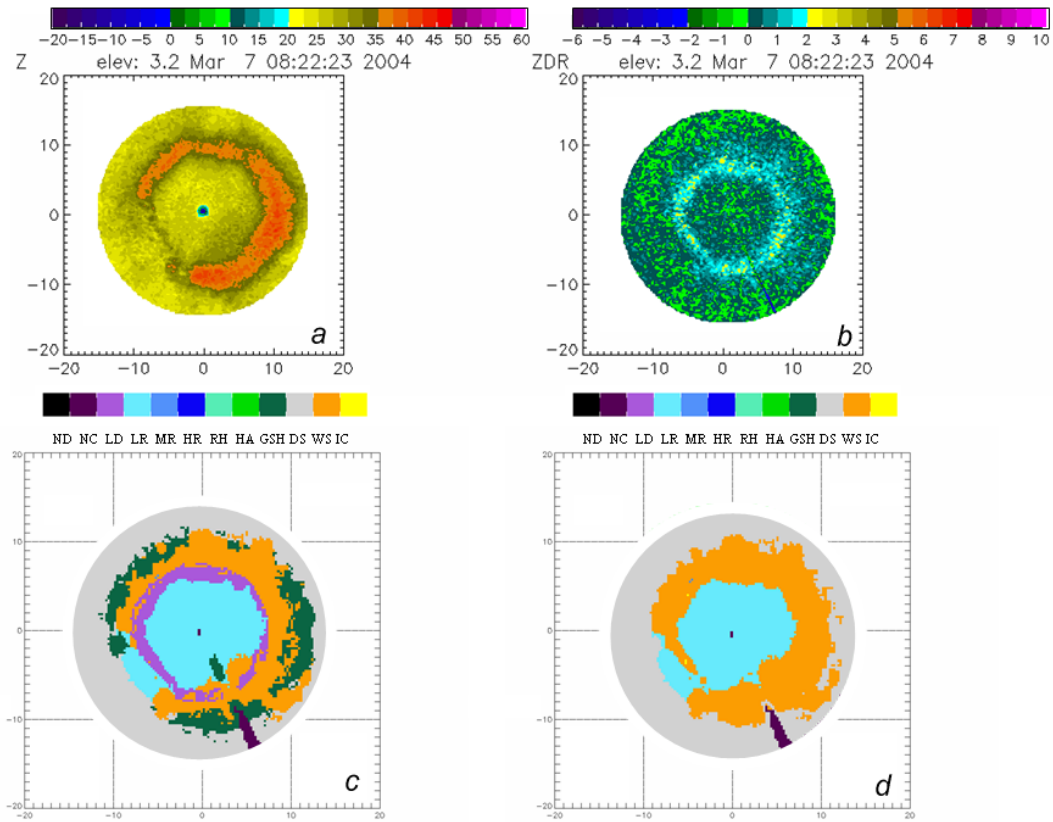 −20−15−10 −5 0 5 10 15 20 25 30 35 40 45 50 55 60
Z elev: 3.2 Mar 7 08:22:23 2004
20
10
0
−10
−20
−20 −10 0 10 20
a
−6 −5 −4 −3 −2 −1 0 1 2 3 4 5 6 7 8 9 10
ZDR elev: 3.2 Mar 7 08:22:23 2004
20
10
0
−10
−20
−20 −10 0 10 20
b
ND NC LD LR MR HR RH HA GSH DS WS IC
20
10
0
−10
−20
−20 −10 0 10 20
c
ND NC LD LR MR HR RH HA GSH DS WS IC
20
10
0
−10
−20
−20 −10 0 10 20
d